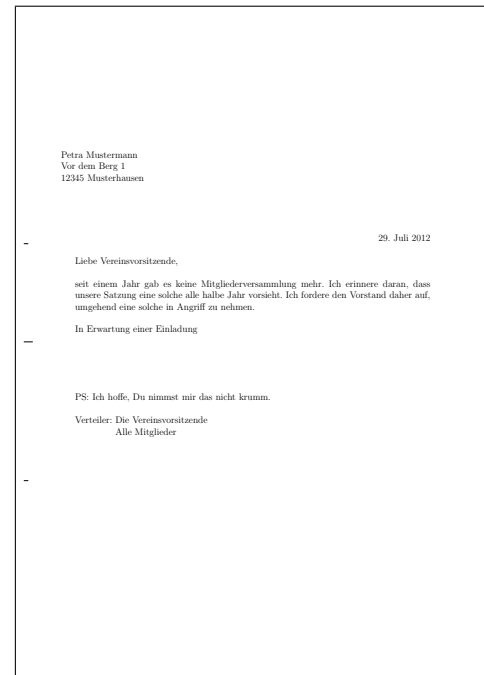 Petra Mustermann
Vor dem Berg 1
12345 Musterhausen
29. Juli 2012
Liebe Vereinsvorsitzende,
seit einem Jahr gab es keine Mitgliederversammlung mehr. Ich erinnere daran, dass
unsere Satzung eine solche alle halbe Jahr vorsieht. Ich fordere den Vorstand daher auf,
umgehend eine solche in Angriff zu nehmen.
In Erwartung einer Einladung
PS: Ich hoffe, Du nimmst mir das nicht krumm.
Verteiler: Die Vereinsvorsitzende
Alle Mitglieder